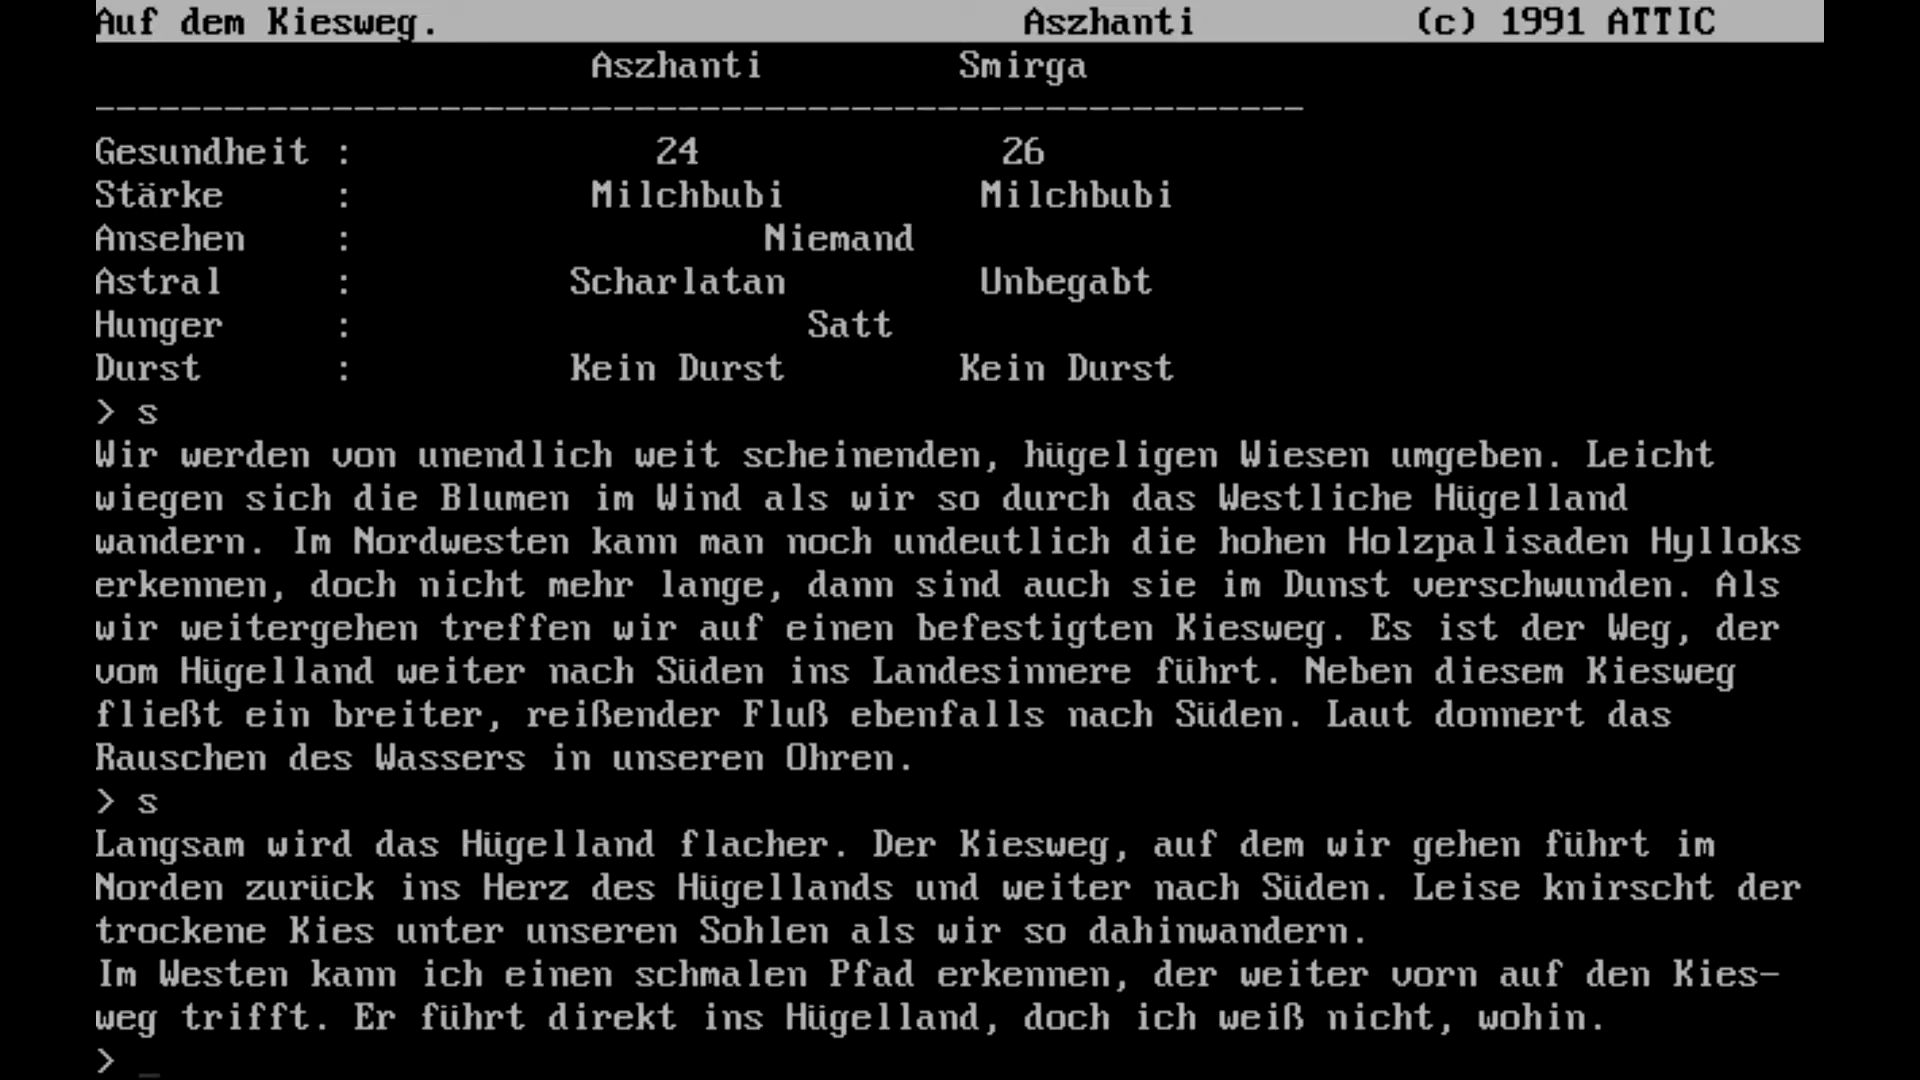 Auf dem Kiesweg. Aszhanti (c) 1991 ATTIC
Aszhanti Smirga
--------------------------------------------------------
Gesundheit : 24 26
Stärke : Milchbubi Milchbubi
Ansehen : Niemand
Astral : Scharlatan Unbegabt
Hunger : Satt
Durst : Kein Durst Kein Durst
> s
Wir werden von unendlich weit scheinenden, hügeligen Wiesen umgeben. Leicht
wiegen sich die Blumen im Wind als wir so durch das Westliche Hügelland
wandern. Im Nordwesten kann man noch undeutlich die hohen Holzpalisaden Hylloks
erkennen, doch nicht mehr lange, dann sind auch sie im Dunst verschwunden. Als
wir weitergehen treffen wir auf einen befestigten Kiesweg. Es ist der Weg, der
vom Hügelland weiter nach Süden ins Landesinnere führt. Neben diesem Kiesweg
fließt ein breiter, reißender Fluß ebenfalls nach Süden. Laut donnert das
Rauschen des Wassers in unseren Ohren.
> s
Langsam wird das Hügelland flacher. Der Kiesweg, auf dem wir gehen führt im
Norden zurück ins Herz des Hügellands und weiter nach Süden. Leise knirscht der
trockene Kies unter unseren Sohlen als wir so dahinwandern.
Im Westen kann ich einen schmalen Pfad erkennen, der weiter vorn auf den Kies-
weg trifft. Er führt direkt ins Hügelland, doch ich weiß nicht, wohin.
> _